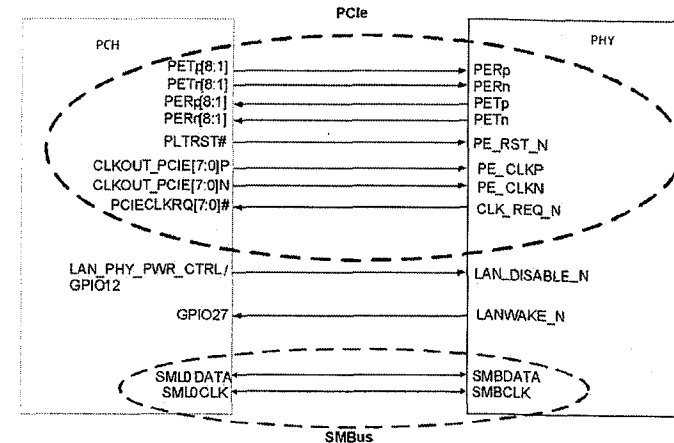 PCIe
PCH
PHY
PETp[8:1]
PERp
PETn[8:1]
PERn
PERp[8:1]
PETp
PERn[8:1]
PETn
PLTRST#
PE_RST_N
CLKOUT_PCIE[7:0]P
PE_CLKP
CLKOUT_PCIE[7:0]N
PE_CLKN
PCIECLKRQ[7:0]#
CLK_REQ_N
LAN_PHY_PWR_CTRL/
GPIO12
LAN_DISABLE_N
GPIO27
LANWAKE_N
SML0DATA
SMBDATA
SML0CLK
SMBCLK
SMBus